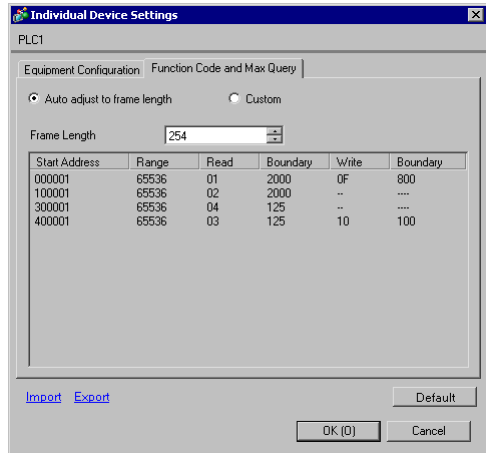 Individual Device Settings
PLC1
Equipment Configuration Function Code and Max Query
Auto adjust to frame length Custom
Frame Length 254
Start Address Range Read Boundary Write Boundary
000001 65536 01 2000 0F 800
100001 65536 02 2000 -- ----
300001 65536 04 125 -- ----
400001 65536 03 125 10 100
Import Export Default
OK (O) Cancel